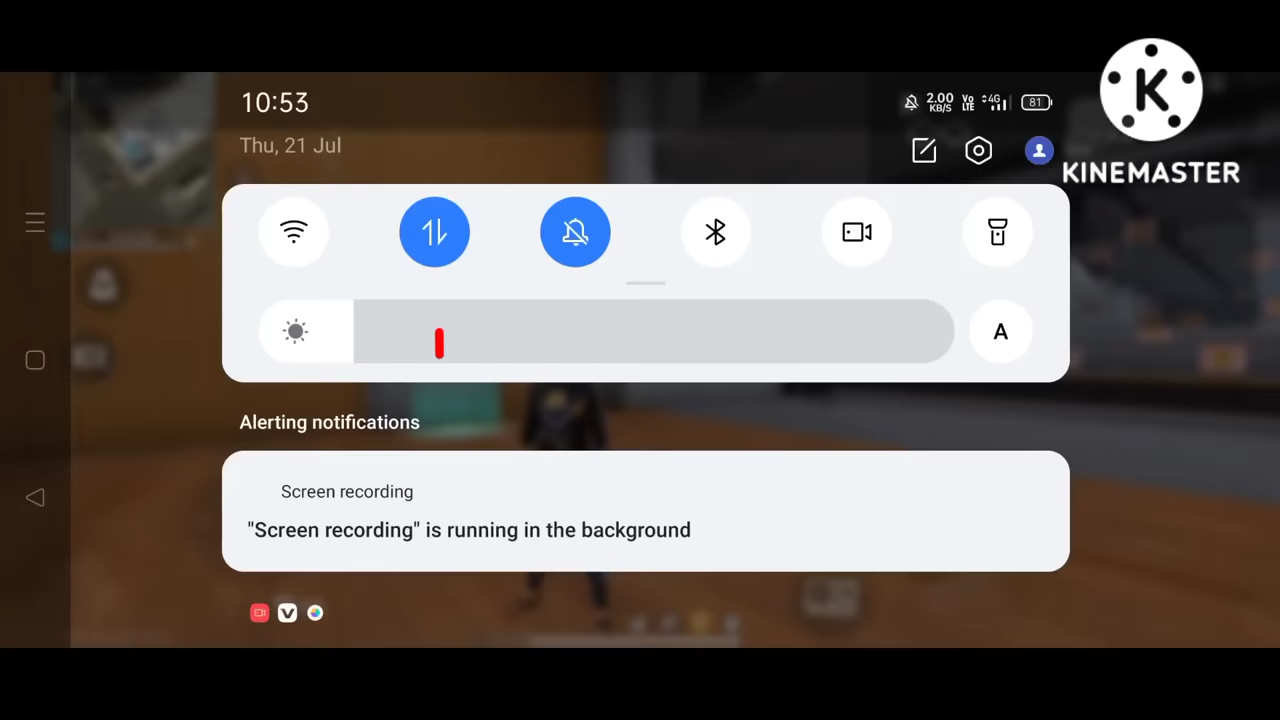 10:53
2.00
KB/S
Vo
LTE
4G
81
Thu, 21 Jul
K
KINEMASTER
A
Alerting notifications
Screen recording
"Screen recording" is running in the background